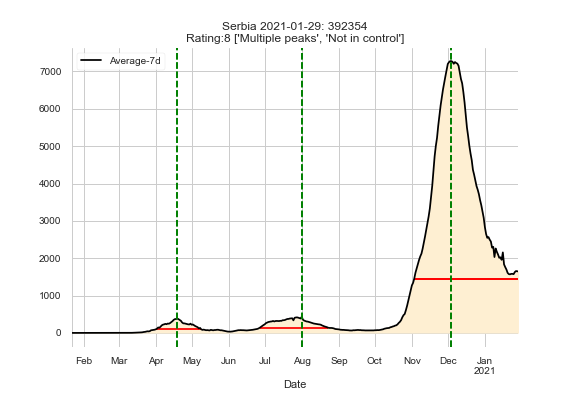 Serbia 2021-01-29: 392354
Rating:8 ['Multiple peaks', 'Not in control']
Average-7d
7000
6000
5000
4000
3000
2000
1000
0
Feb Mar Apr May Jun Jul Aug Sep Oct Nov Dec Jan
2021
Date